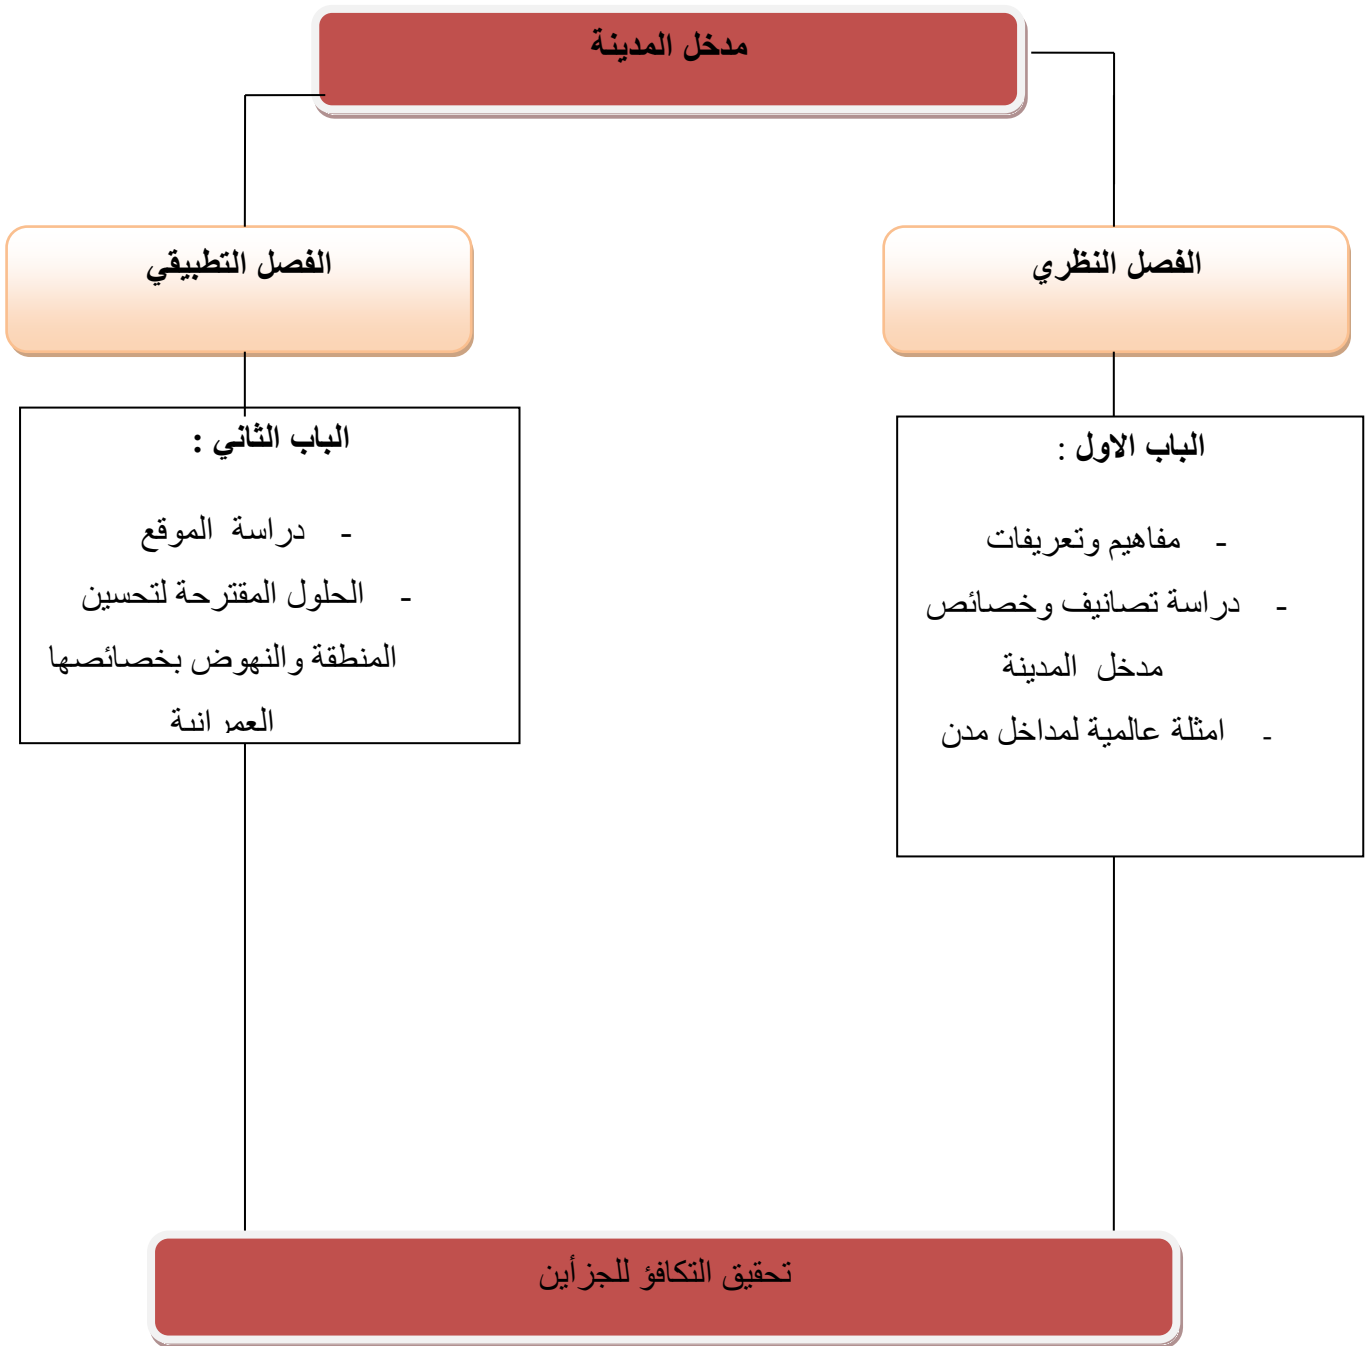 مدخل المدينة
الفصل النظري
الفصل التطبيقي
الباب الاول :
- مفاهيم وتعريفات
- دراسة تصانيف وخصائص
مدخل المدينة
- امثلة عالمية لمداخل مدن
الباب الثاني :
- دراسة الموقع
- الحلول المقترحة لتحسين
المنطقة والنهوض بخصائصها
العمرانية
تحقيق التكافؤ للجزأين